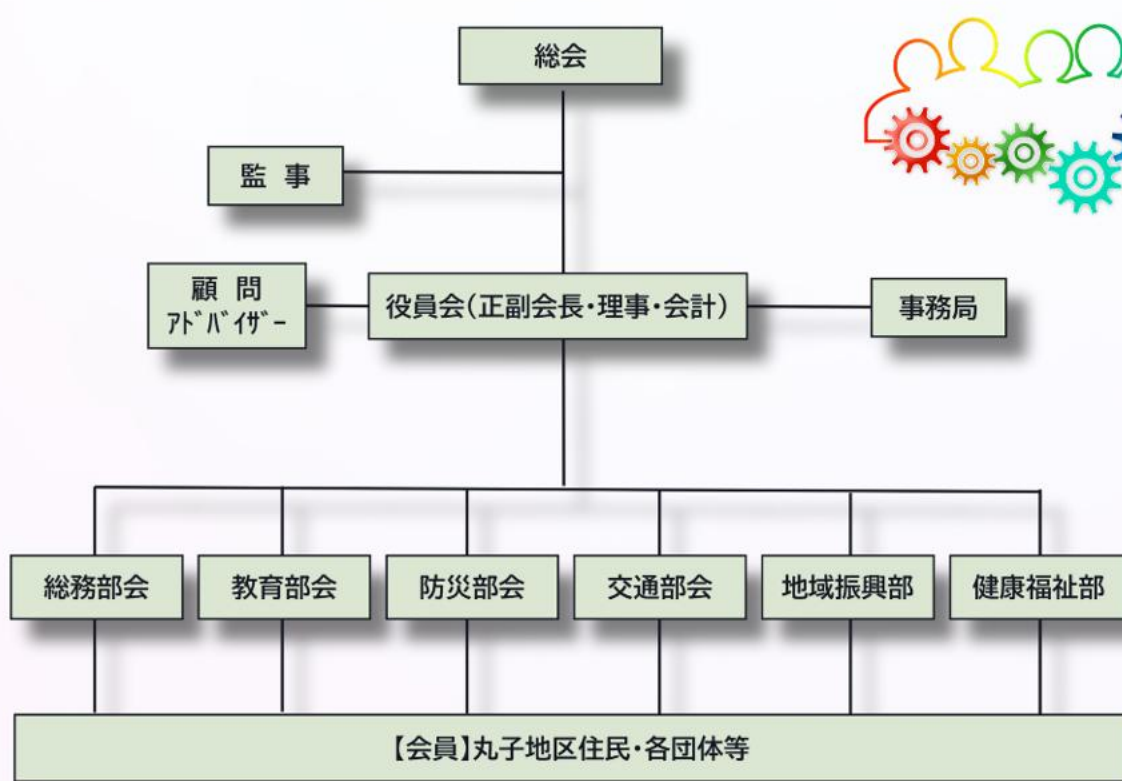 総会
監 事
顧 問
ｱﾄﾞﾊﾞｲｻﾞｰ
役員会(正副会長･理事･会計)
事務局
総務部会
教育部会
防災部会
交通部会
地域振興部
健康福祉部
【会員】丸子地区住民･各団体等